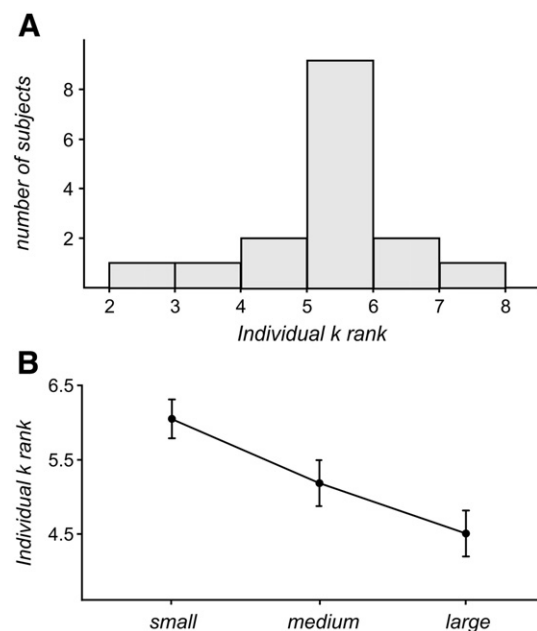 A
number of subjects
8
6
4
2
2 3 4 5 6 7 8
Individual k rank
B
Individual k rank
6.5
5.5
4.5
small medium large